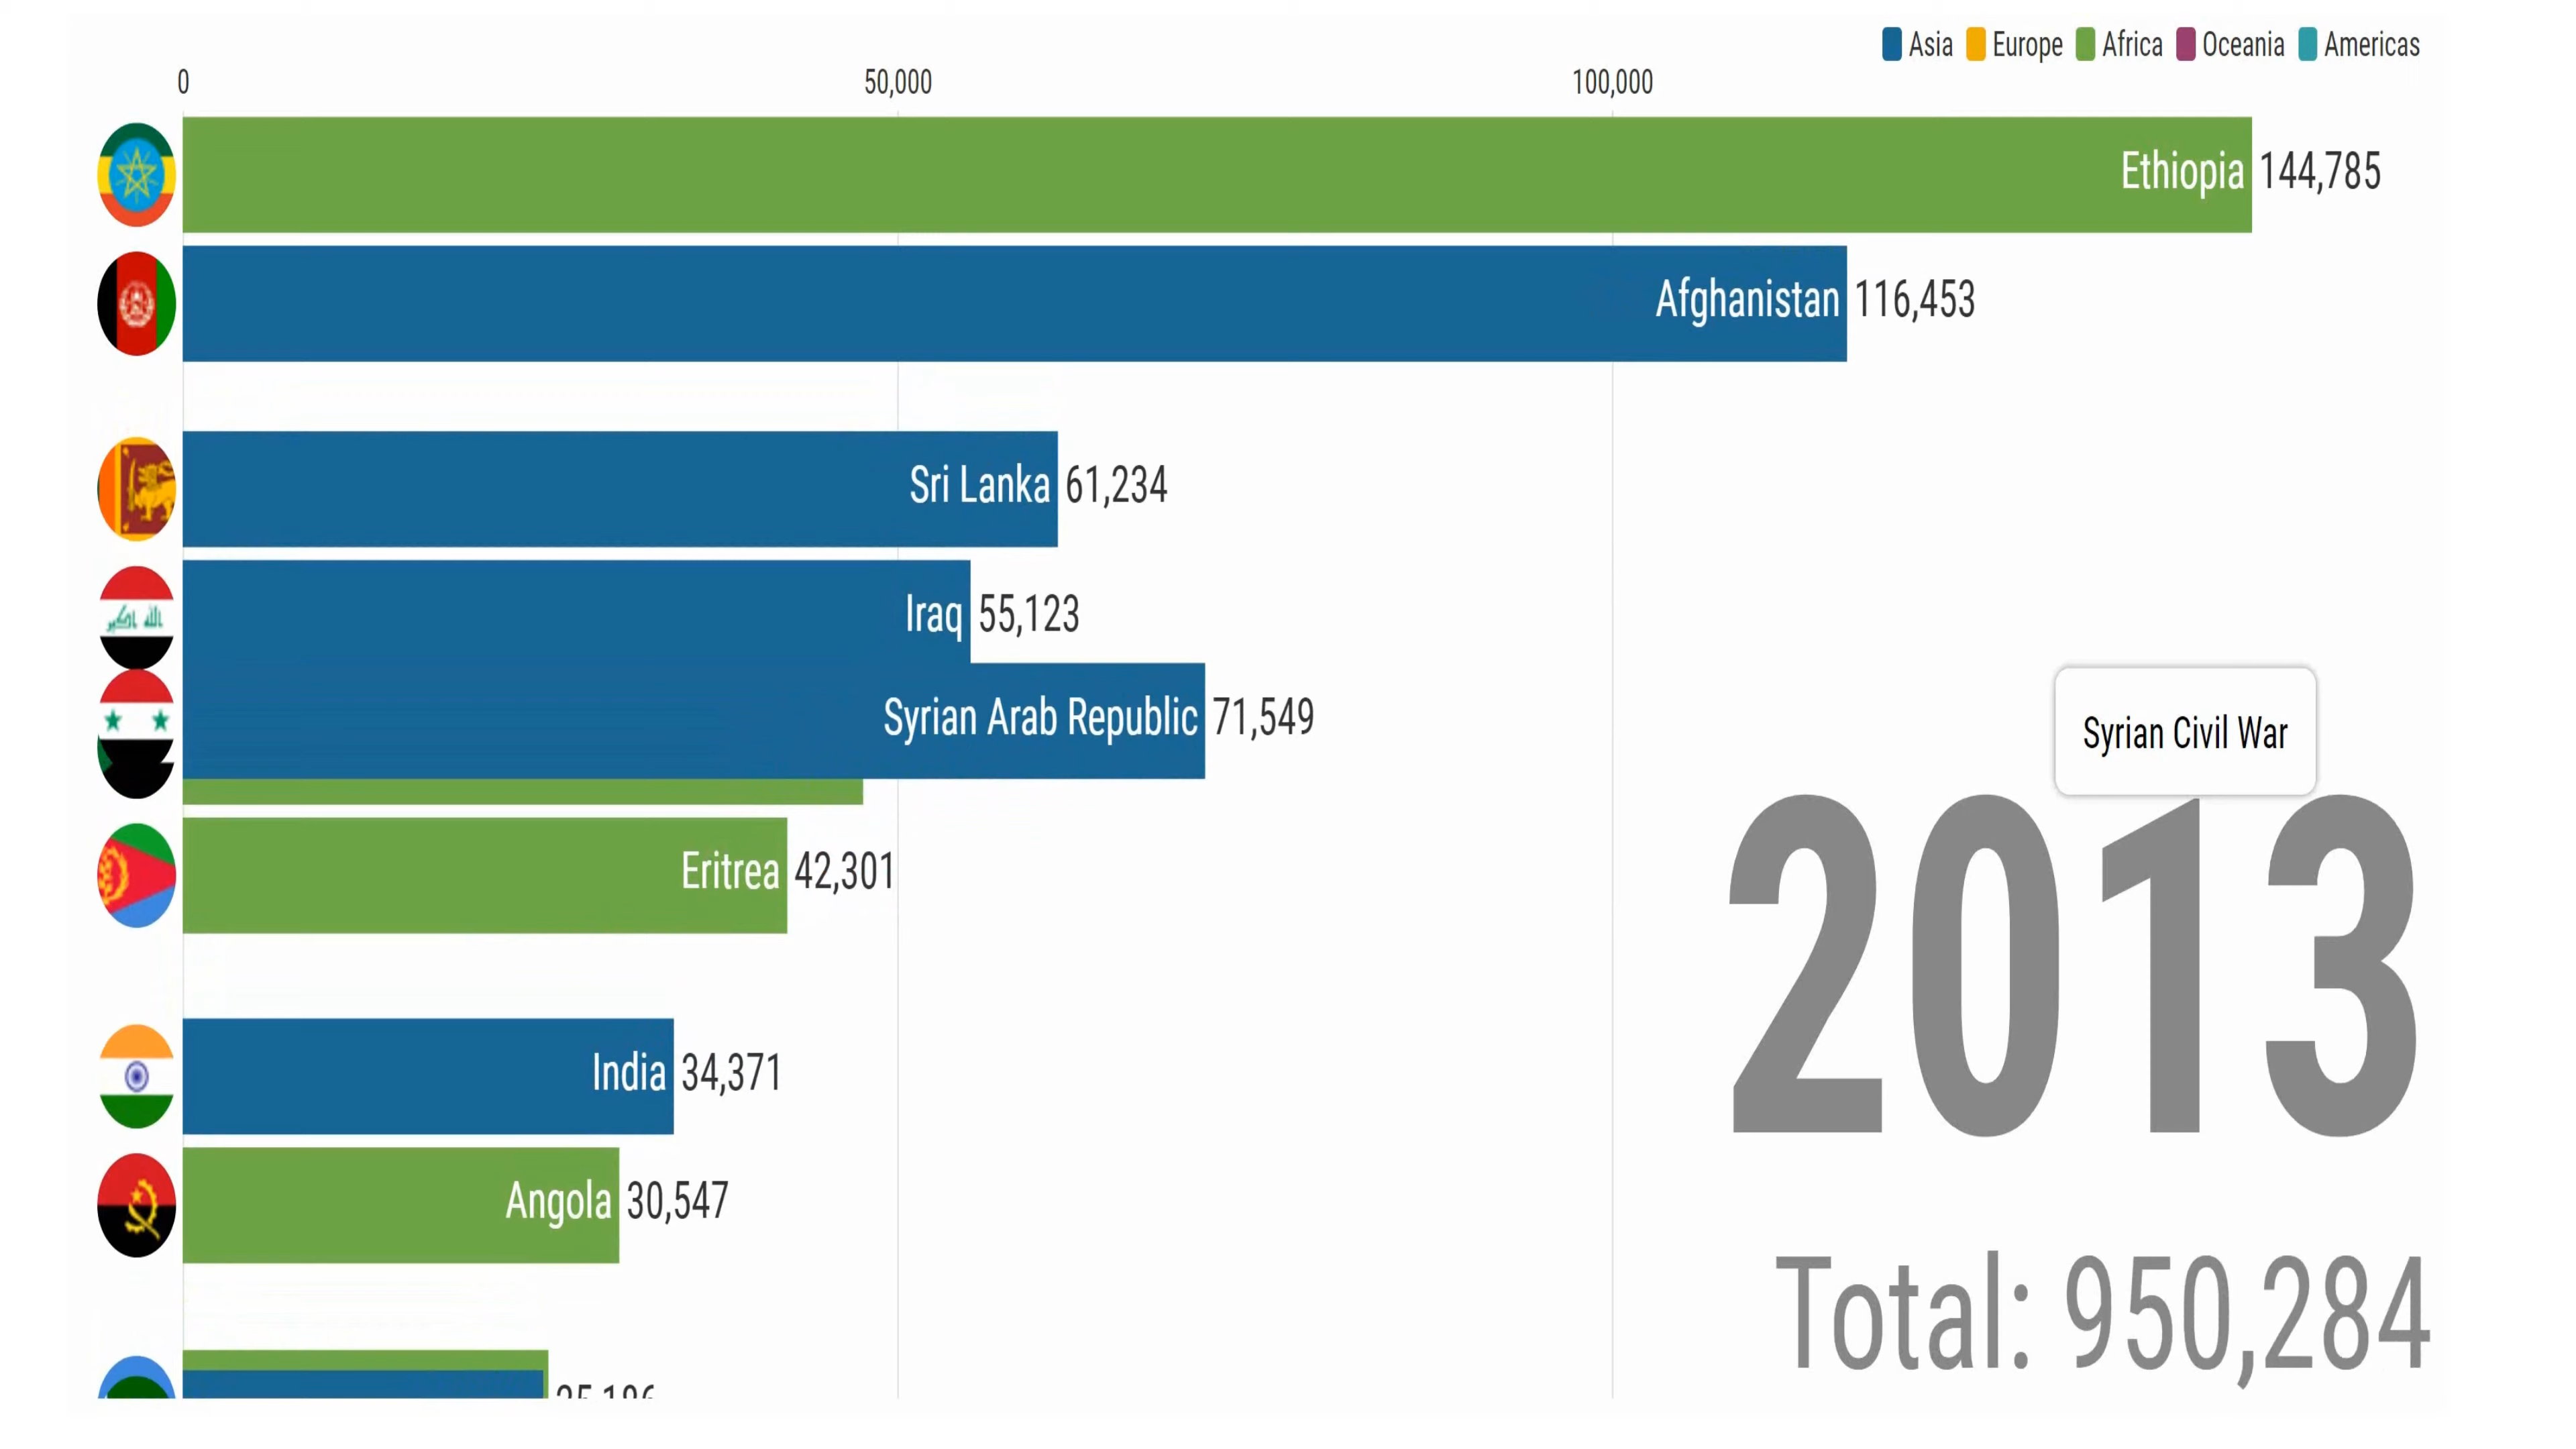 Asia Europe Africa Oceania Americas
0 50,000 100,000
Ethiopia 144,785
Afghanistan 116,453
Sri Lanka 61,234
Iraq 55,123
الله اكبر
Syrian Arab Republic 71,549
Syrian Civil War
Eritrea 42,301
2013
India 34,371
Angola 30,547
Total: 950,284